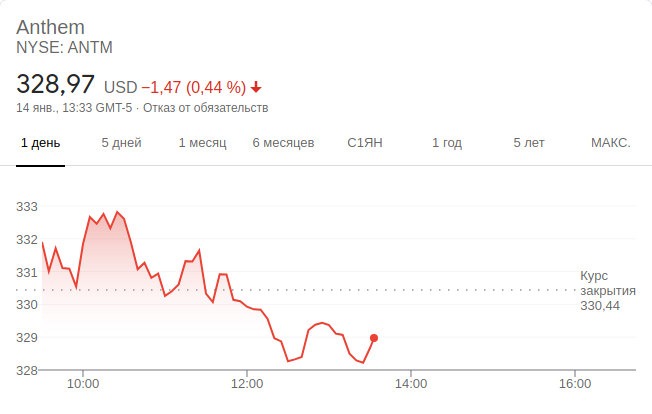 Anthem
NYSE: ANTM
328,97 USD −1,47 (0,44 %)
14 янв., 13:33 GMT-5 · Отказ от обязательств
1 день 5 дней 1 месяц 6 месяцев С1ЯН 1 год 5 лет МАКС.
333
332
331
330
329
328
Курс
закрытия
330,44
10:00 12:00 14:00 16:00